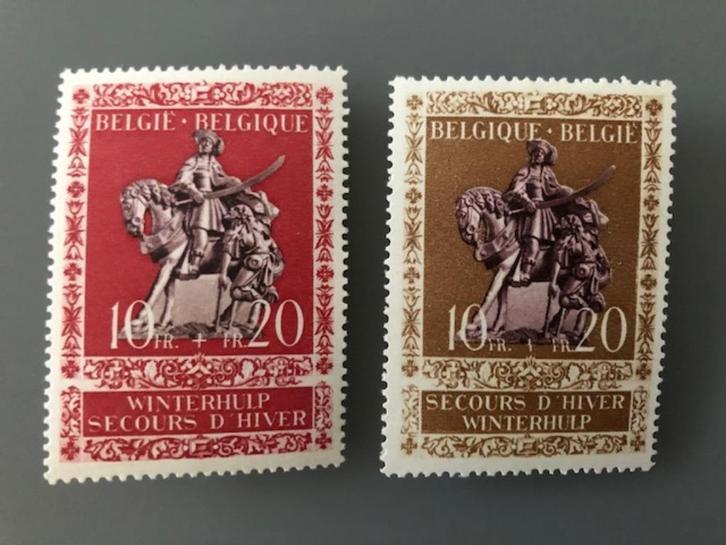 BELGIË · BELGIQUE
10 FR. + FR. 20
WINTERHULP
SECOURS D'HIVER
BELGIQUE · BELGIË
10 FR. + FR. 20
SECOURS D'HIVER
WINTERHULP